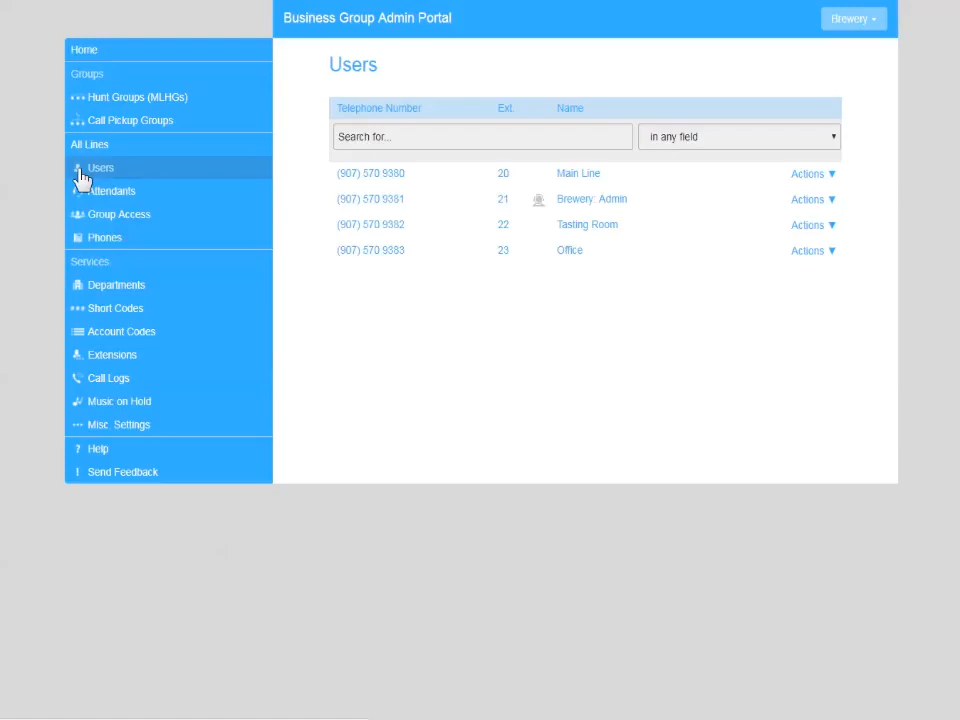 Business Group Admin Portal
Brewery
Home
Groups
Hunt Groups (MLHGs)
Call Pickup Groups
All Lines
Users
Attendants
Group Access
Phones
Services
Departments
Short Codes
Account Codes
Extensions
Call Logs
Music on Hold
Misc. Settings
? Help
! Send Feedback
Users
Telephone Number Ext. Name
Search for... in any field
(907) 570 9380 20 Main Line Actions ▼
(907) 570 9381 21 Brewery: Admin Actions ▼
(907) 570 9382 22 Tasting Room Actions ▼
(907) 570 9383 23 Office Actions ▼